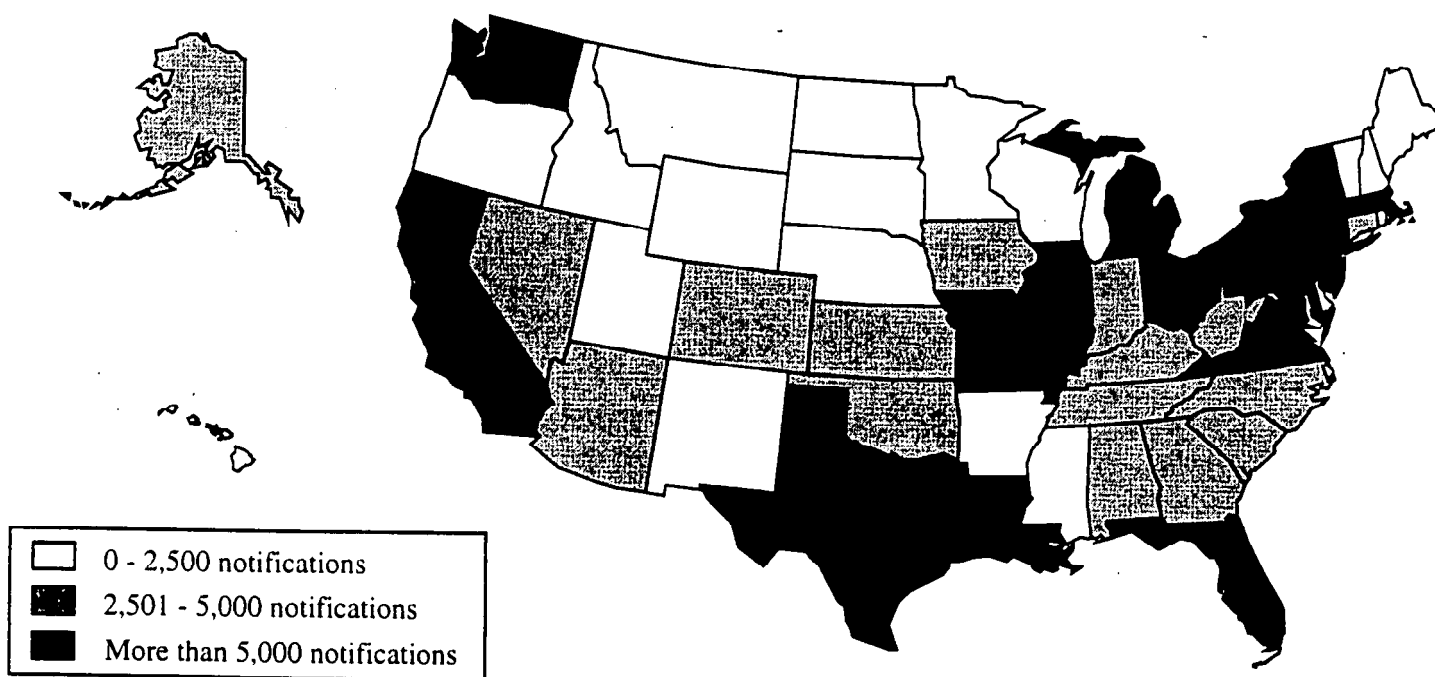 0 - 2,500 notifications
2,501 - 5,000 notifications
More than 5,000 notifications